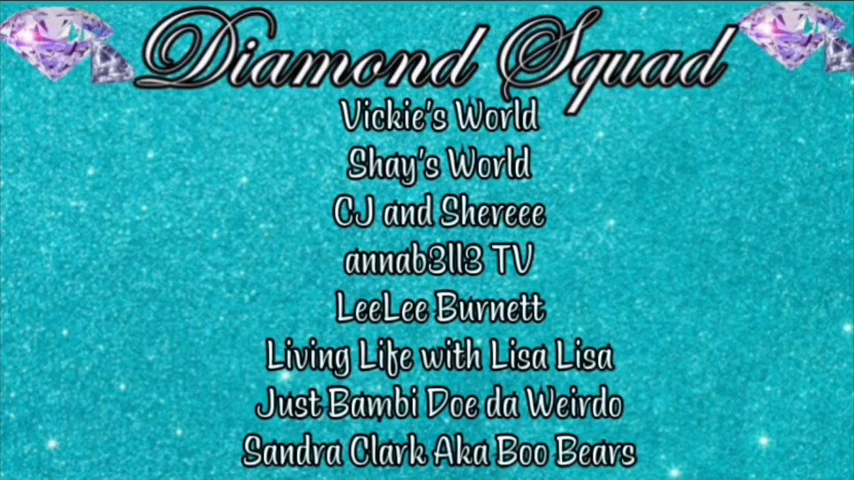 Diamond Squad
Vickie's World
Shay's World
CJ and Shereee
annab3ll3 TV
LeeLee Burnett
Living Life with Lisa Lisa
Just Bambi Doe da Weirdo
Sandra Clark Aka Boo Bears